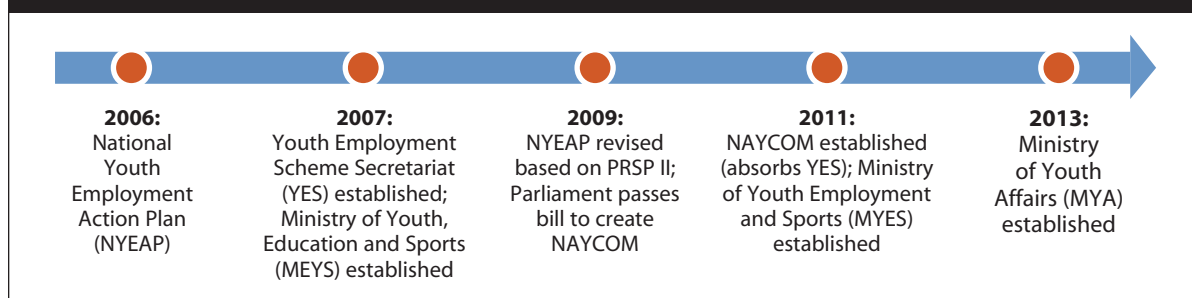 2006:
National
Youth
Employment
Action Plan
(NYEAP)
2007:
Youth Employment
Scheme Secretariat
(YES) established;
Ministry of Youth,
Education and Sports
(MEYS) established
2009:
NYEAP revised
based on PRSP II;
Parliament passes
bill to create
NAYCOM
2011:
NAYCOM established
(absorbs YES); Ministry
of Youth Employment
and Sports (MYES)
established
2013:
Ministry
of Youth
Affairs (MYA)
established